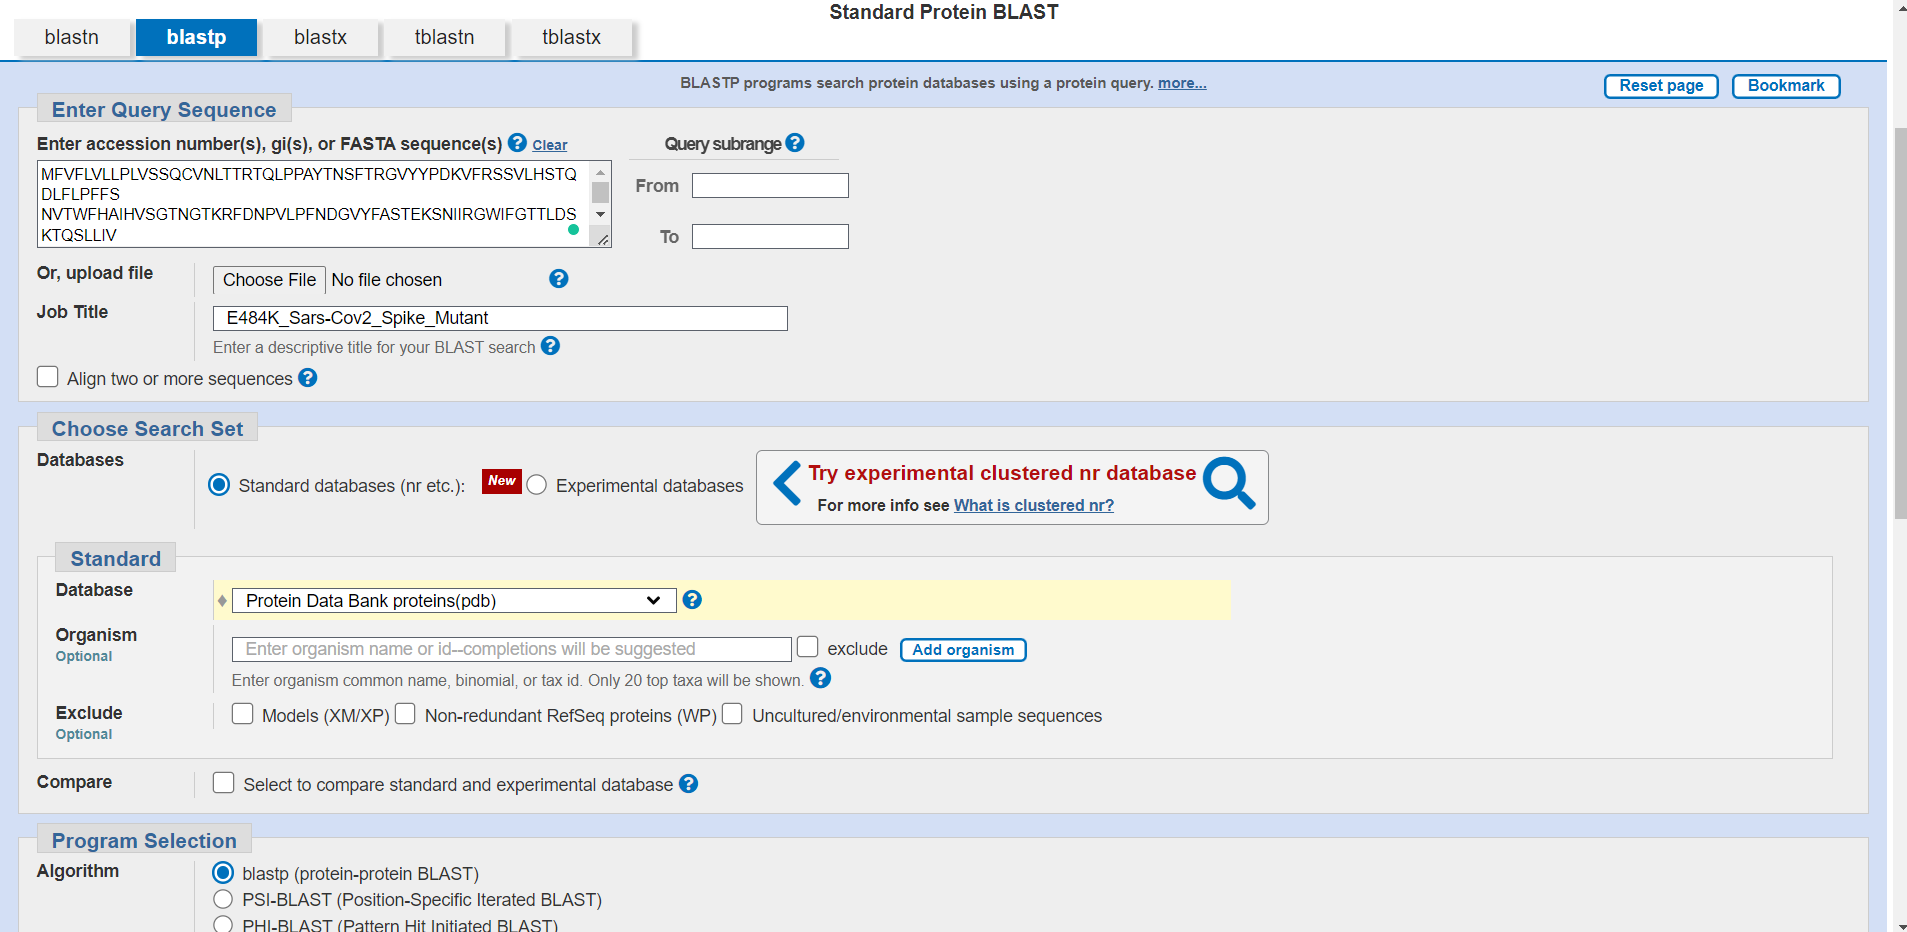 Standard Protein BLAST
blastn blastp blastx tblastn tblastx
BLASTP programs search protein databases using a protein query. more...
Reset page Bookmark
Enter Query Sequence
Enter accession number(s), gi(s), or FASTA sequence(s) ? Clear
Query subrange ?
MFVFLVLLPLVSSQCVNLTTRTQLPPAYTNSFTRGVYYPDKVFRSSVLHSTQ
DLFLPFFS
NVTWFHAIHVSGTNGTKRFDNPVLPFNDGVYFASTEKSNIIRGWIFGTTLDS
KTQSLLIV
From
To
Or, upload file Choose File No file chosen ?
Job Title E484K_Sars-Cov2_Spike_Mutant
Enter a descriptive title for your BLAST search ?
Align two or more sequences ?
Choose Search Set
Databases
Standard databases (nr etc.): New Experimental databases
Try experimental clustered nr database
For more info see What is clustered nr?
Standard
Database Protein Data Bank proteins(pdb) ?
Organism
Optional
Enter organism name or id--completions will be suggested exclude Add organism
Enter organism common name, binomial, or tax id. Only 20 top taxa will be shown. ?
Exclude
Optional
Models (XM/XP) Non-redundant RefSeq proteins (WP) Uncultured/environmental sample sequences
Compare Select to compare standard and experimental database ?
Program Selection
Algorithm
blastp (protein-protein BLAST)
PSI-BLAST (Position-Specific Iterated BLAST)
PHI-BLAST (Pattern Hit Initiated BLAST)